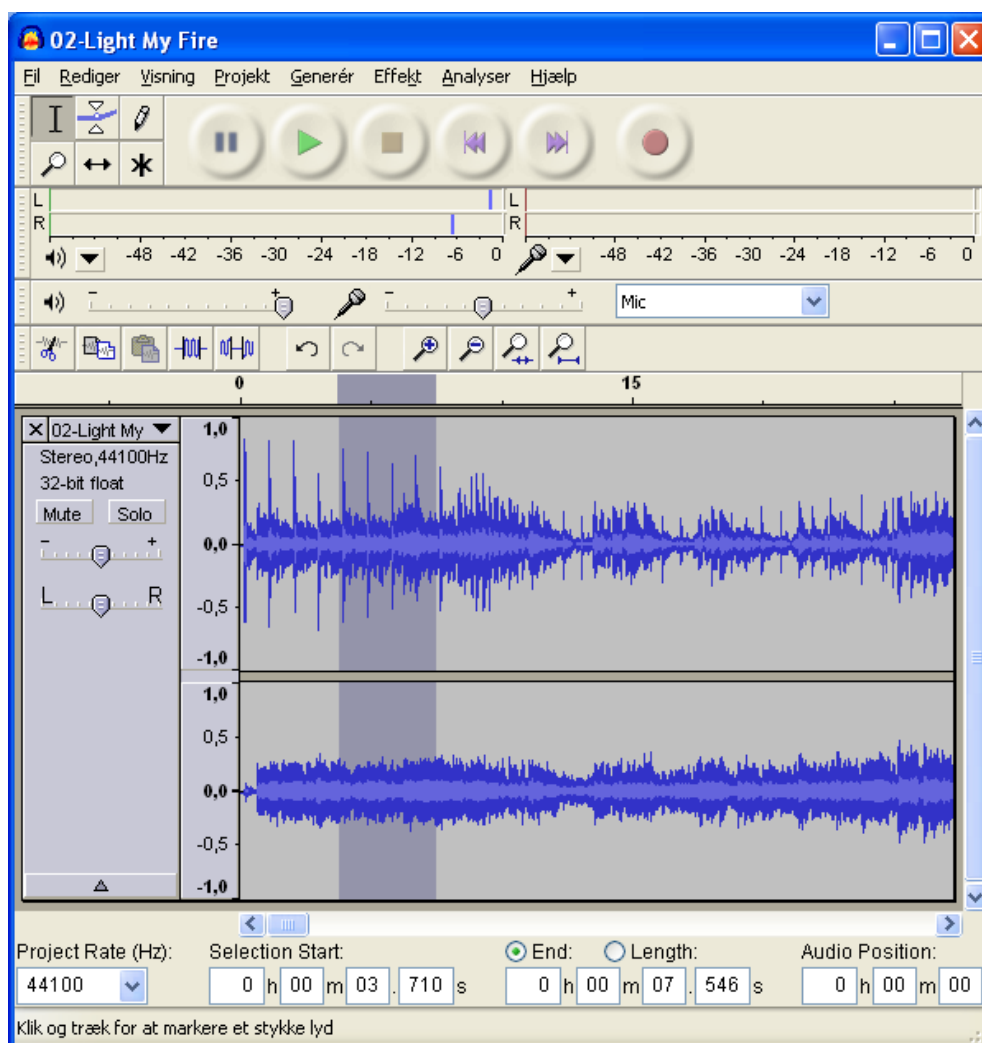 02-Light My Fire
Fil Rediger Visning Projekt Generér Effekt Analyser Hjælp
L L
R R
-48 -42 -36 -30 -24 -18 -12 -6 0 -48 -42 -36 -30 -24 -18 -12 -6 0
- + - + Mic
0 15
02-Light My
Stereo,44100Hz
32-bit float
Mute Solo
- +
L R
1,0
0,5
0,0
-0,5
-1,0
1,0
0,5
0,0
-0,5
-1,0
Project Rate (Hz): Selection Start: End: Length: Audio Position:
44100 0 h 00 m 03 . 710 s 0 h 00 m 07 . 546 s 0 h 00 m 00
Klik og træk for at markere et stykke lyd